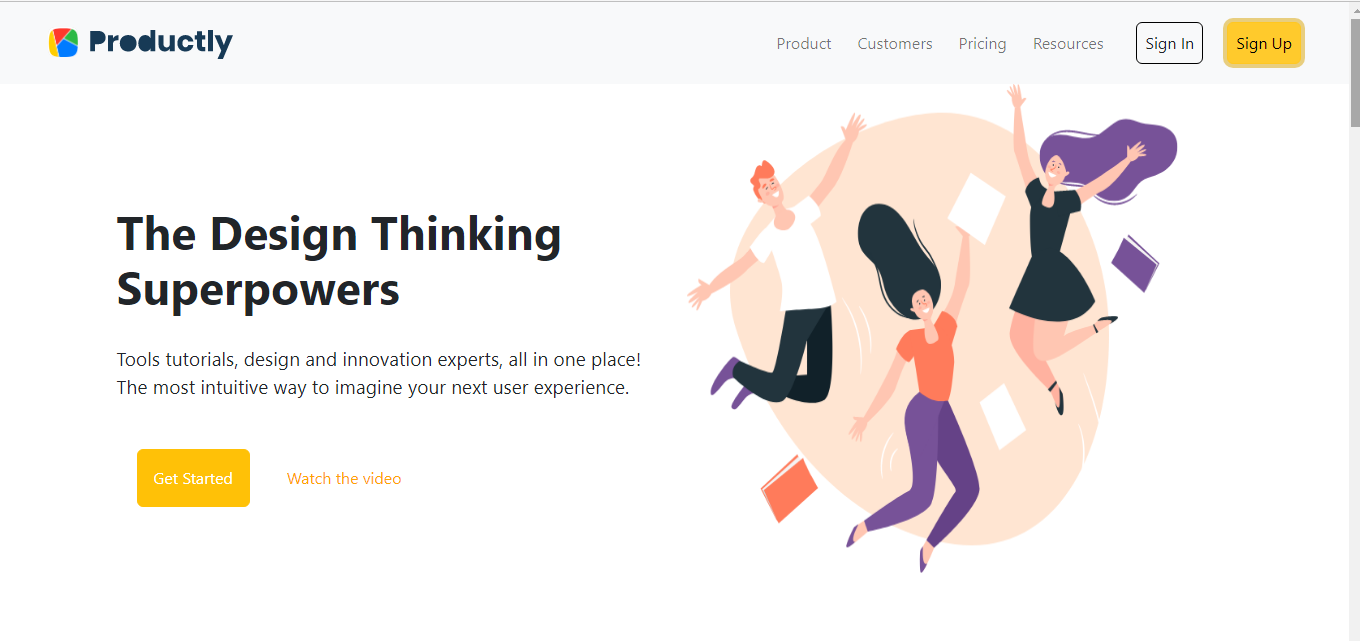 Productly
Product
Customers
Pricing
Resources
Sign In
Sign Up
The Design Thinking
Superpowers
Tools tutorials, design and innovation experts, all in one place!
The most intuitive way to imagine your next user experience.
Get Started
Watch the video